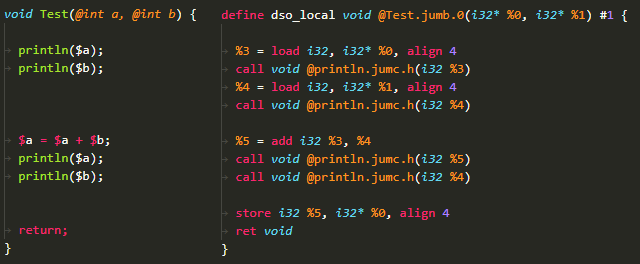 void Test(@int a, @int b) {
println($a);
println($b);
$a = $a + $b;
println($a);
println($b);
return;
}
define dso_local void @Test.jumb.0(i32* %0, i32* %1) #1 {
%3 = load i32, i32* %0, align 4
call void @println.jumc.h(i32 %3)
%4 = load i32, i32* %1, align 4
call void @println.jumc.h(i32 %4)
%5 = add i32 %3, %4
call void @println.jumc.h(i32 %5)
call void @println.jumc.h(i32 %4)
store i32 %5, i32* %0, align 4
ret void
}